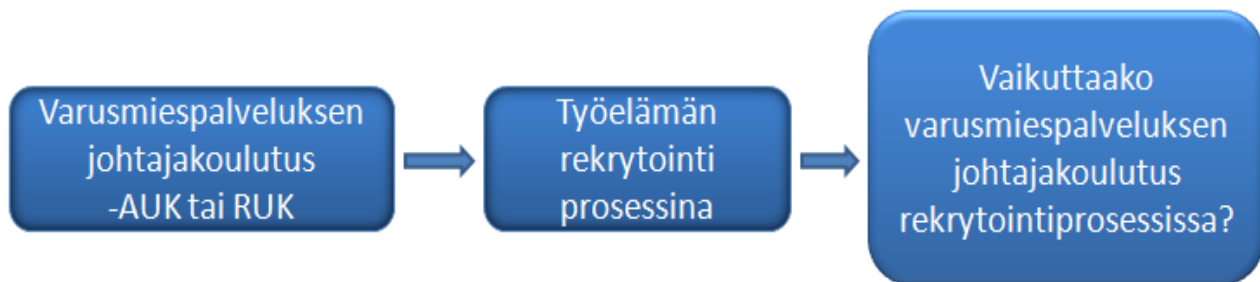 Varusmiespalveluksen
johtajakoulutus
-AUK tai RUK
Työelämän
rekrytointi
prosessina
Vaikuttaako
varusmiespalveluksen
johtajakoulutus
rekrytointiprosessissa?